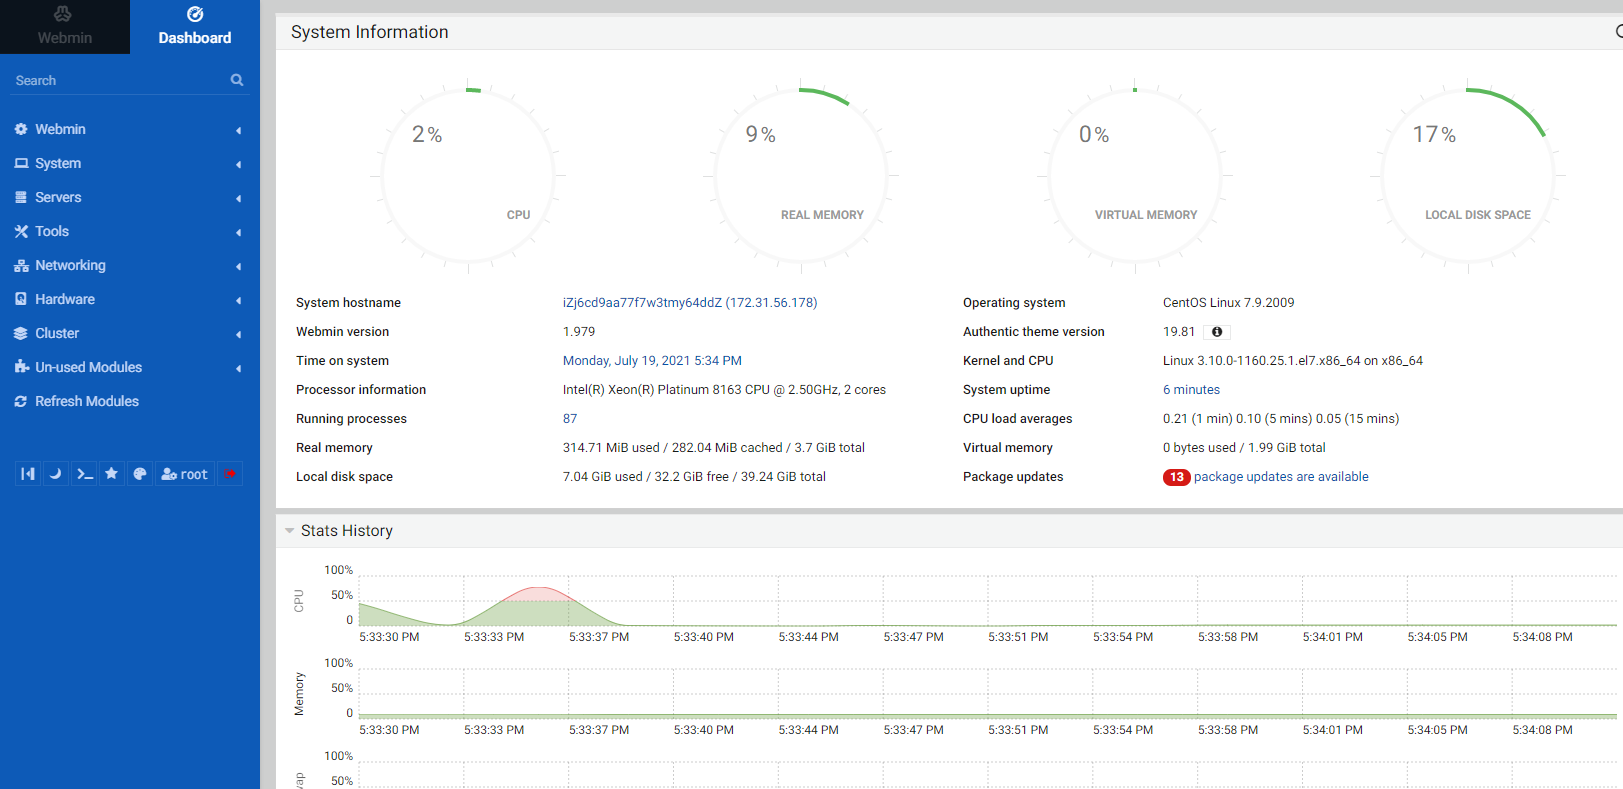 Webmin
Dashboard
Search
Webmin
System
Servers
Tools
Networking
Hardware
Cluster
Un-used Modules
Refresh Modules
root
System Information
2%
CPU
9%
REAL MEMORY
0%
VIRTUAL MEMORY
17%
LOCAL DISK SPACE
System hostname iZj6cd9aa77f7w3tmy64ddZ (172.31.56.178) Operating system CentOS Linux 7.9.2009
Webmin version 1.979 Authentic theme version 19.81
Time on system Monday, July 19, 2021 5:34 PM Kernel and CPU Linux 3.10.0-1160.25.1.el7.x86_64 on x86_64
Processor information Intel(R) Xeon(R) Platinum 8163 CPU @ 2.50GHz, 2 cores System uptime 6 minutes
Running processes 87 CPU load averages 0.21 (1 min) 0.10 (5 mins) 0.05 (15 mins)
Real memory 314.71 MiB used / 282.04 MiB cached / 3.7 GiB total Virtual memory 0 bytes used / 1.99 GiB total
Local disk space 7.04 GiB used / 32.2 GiB free / 39.24 GiB total Package updates 13 package updates are available
Stats History
CPU
100%
50%
0
5:33:30 PM 5:33:33 PM 5:33:37 PM 5:33:40 PM 5:33:44 PM 5:33:47 PM 5:33:51 PM 5:33:54 PM 5:33:58 PM 5:34:01 PM 5:34:05 PM 5:34:08 PM
Memory
100%
50%
0
5:33:30 PM 5:33:33 PM 5:33:37 PM 5:33:40 PM 5:33:44 PM 5:33:47 PM 5:33:51 PM 5:33:54 PM 5:33:58 PM 5:34:01 PM 5:34:05 PM 5:34:08 PM
100%
50%